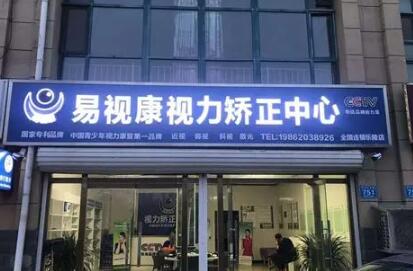 易视康视力矫正中心
CCTV
国家专利品牌 中国青少年视力康复第一品牌 近视 弱视 斜视 散光 TEL:19862038926 全国连锁乐陵店
视力矫正
CCTV
753